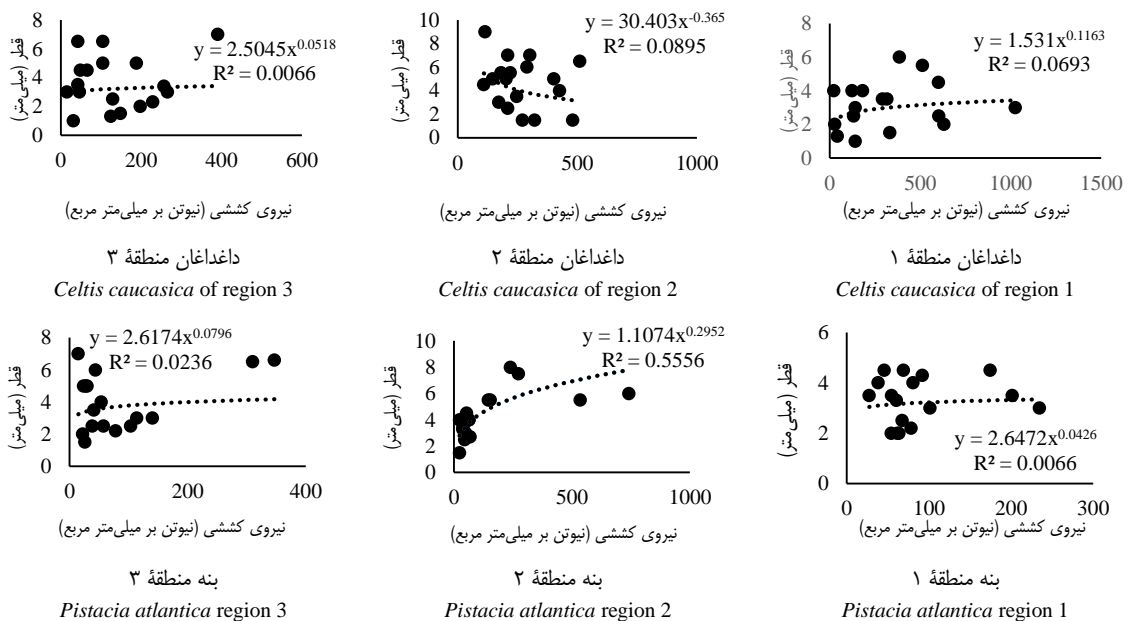 8
6
4
2
0
قطر (میلی‌متر)
y = 2.5045x^0.0518
R² = 0.0066
0 200 400 600
نیروی کششی (نیوتن بر میلی‌متر مربع)
داغداغان منطقهٔ ۳
Celtis caucasica of region 3
10
8
6
4
2
0
قطر (میلی‌متر)
y = 30.403x^-0.365
R² = 0.0895
0 500 1000
نیروی کششی (نیوتن بر میلی‌متر مربع)
داغداغان منطقهٔ ۲
Celtis caucasica of region 2
8
6
4
2
0
قطر (میلی‌متر)
y = 1.531x^0.1163
R² = 0.0693
0 500 1000 1500
نیروی کششی (نیوتن بر میلی‌متر مربع)
داغداغان منطقهٔ ۱
Celtis caucasica of region 1
8
6
4
2
0
قطر (میلی‌متر)
y = 2.6174x^0.0796
R² = 0.0236
0 200 400
نیروی کششی (نیوتن بر میلی‌متر مربع)
بنه منطقهٔ ۳
Pistacia atlantica region 3
10
8
6
4
2
0
قطر (میلی‌متر)
y = 1.1074x^0.2952
R² = 0.5556
0 500 1000
نیروی کششی (نیوتن بر میلی‌متر مربع)
بنه منطقهٔ ۲
Pistacia atlantica region 2
6
4
2
0
قطر (میلی‌متر)
y = 2.6472x^0.0426
R² = 0.0066
0 100 200 300
نیروی کششی (نیوتن بر میلی‌متر مربع)
بنه منطقهٔ ۱
Pistacia atlantica region 1